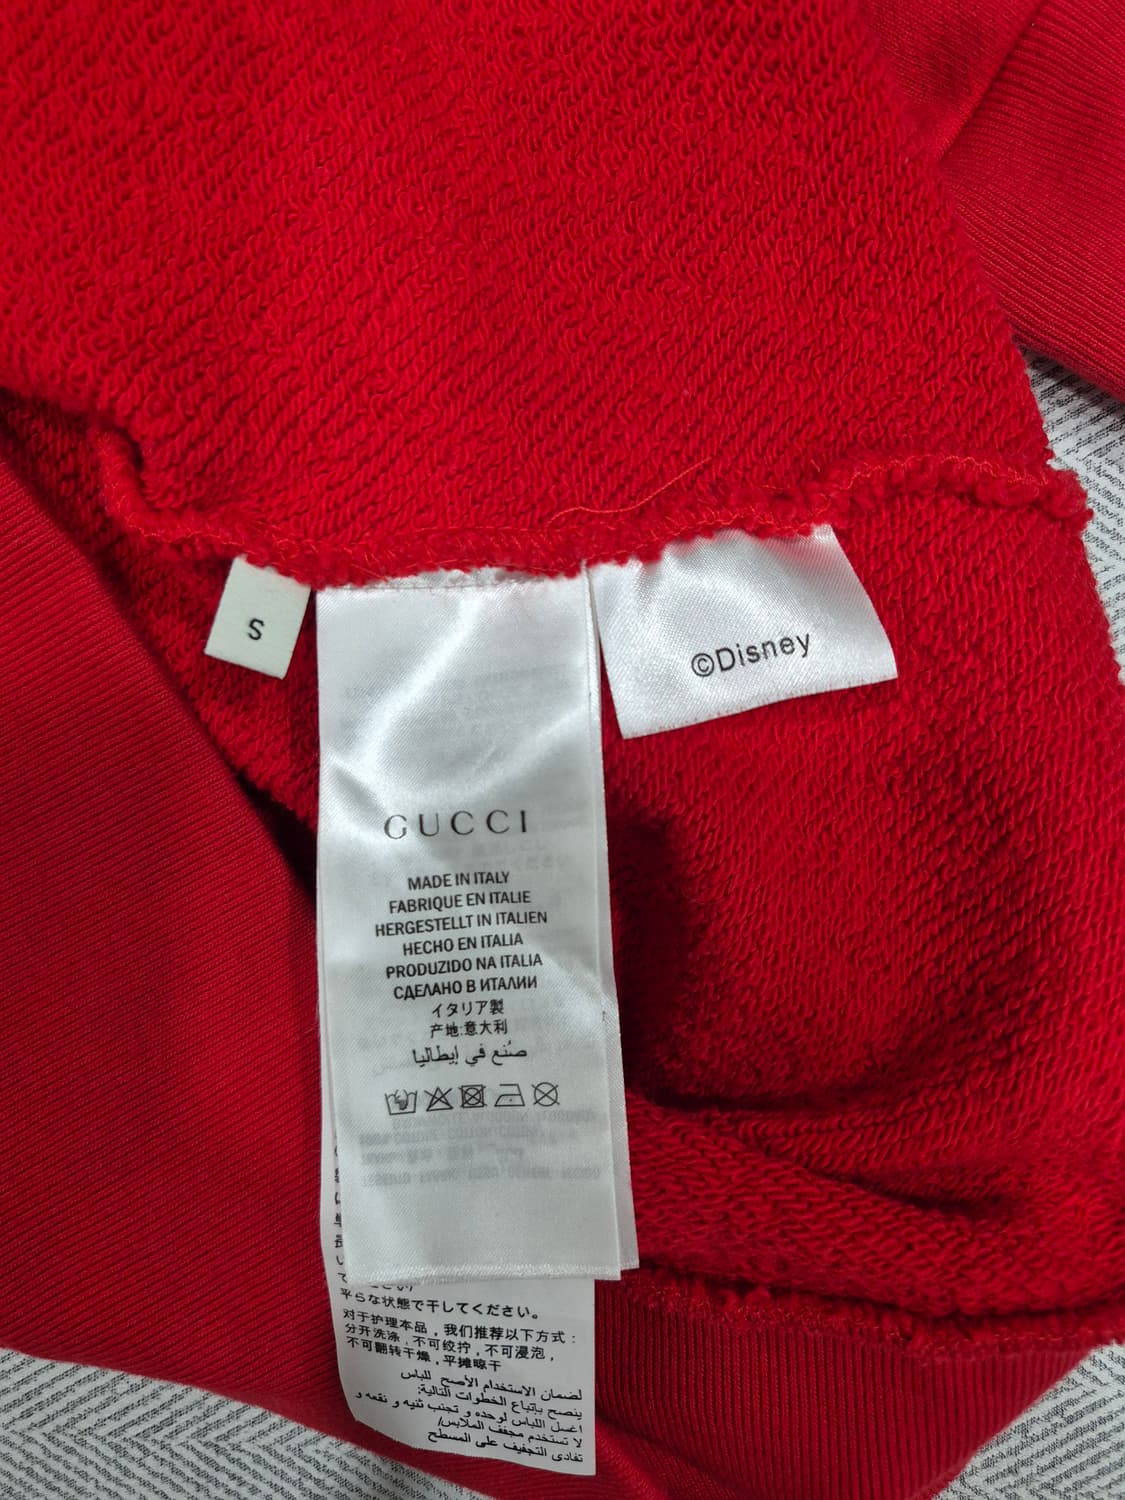 S
©Disney
GUCCI
MADE IN ITALY
FABRIQUE EN ITALIE
HERGESTELLT IN ITALIEN
HECHO EN ITALIA
PRODUZIDO NA ITALIA
СДЕЛАНО В ИТАЛИИ
イタリア製
产地:意大利
صُنع في إيطاليا
平らな状態で干してください。
对于护理本品，我们推荐以下方式：
分开洗涤，不可绞拧，不可浸泡，
不可翻转干燥，平摊晾干
لضمان الاستخدام الأصح للباس
ينصح بإتباع الخطوات التالية:
اغسل اللباس لوحده و تجنب ثنيه و نقعه و
لا تستخدم مجفف الملابس/
تفادى التجفيف على المسطح